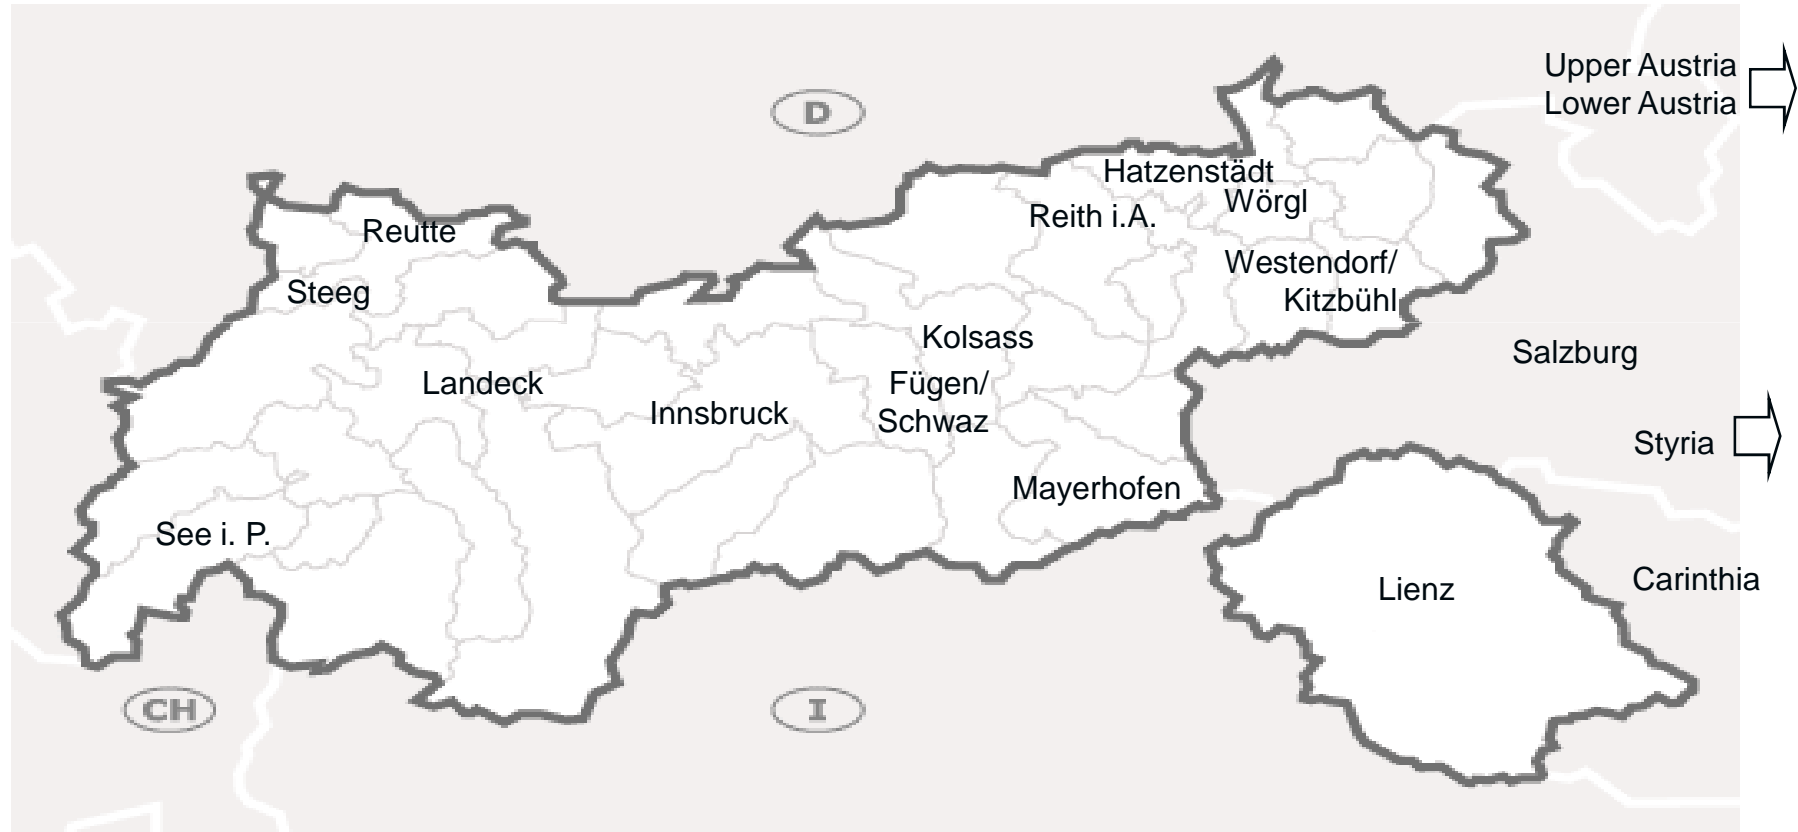 Upper Austria
Lower Austria
D
Hatzenstädt
Wörgl
Reith i.A.
Reutte
Westendorf/
Kitzbühl
Steeg
Kolsass
Salzburg
Landeck
Fügen/
Schwaz
Innsbruck
Styria
Mayerhofen
See i. P.
Lienz
Carinthia
CH
I